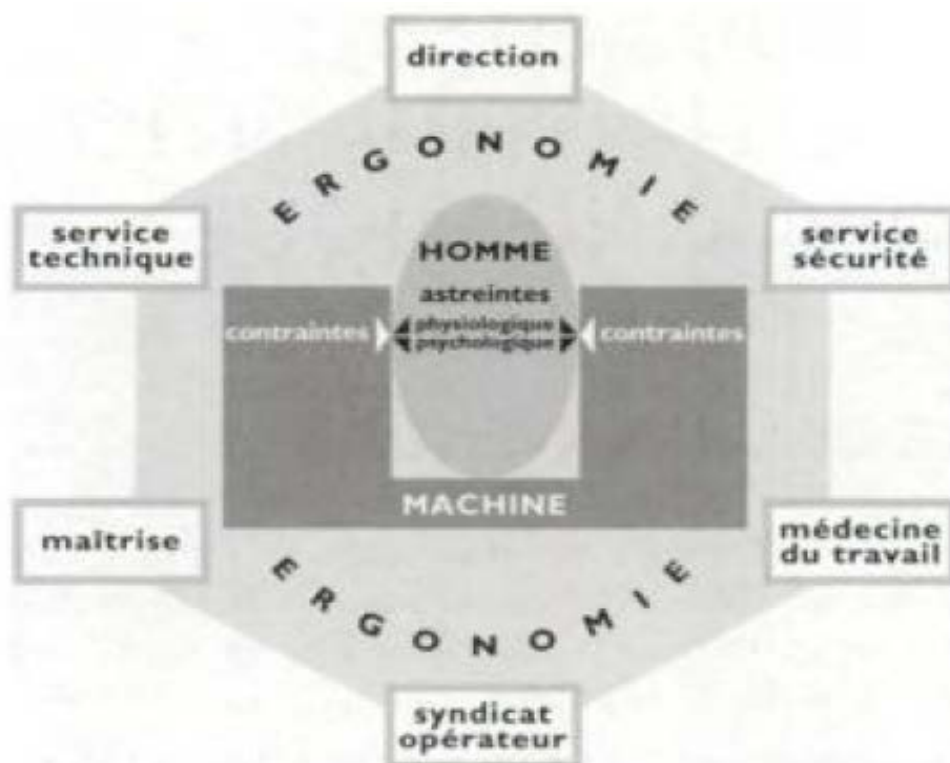 direction
ERGONOMIE
service
technique
service
sécurité
HOMME
astreintes
contraintes
physiologique
psychologique
contraintes
MACHINE
maîtrise
médecine
du travail
ERGONOMIE
syndicat
opérateur